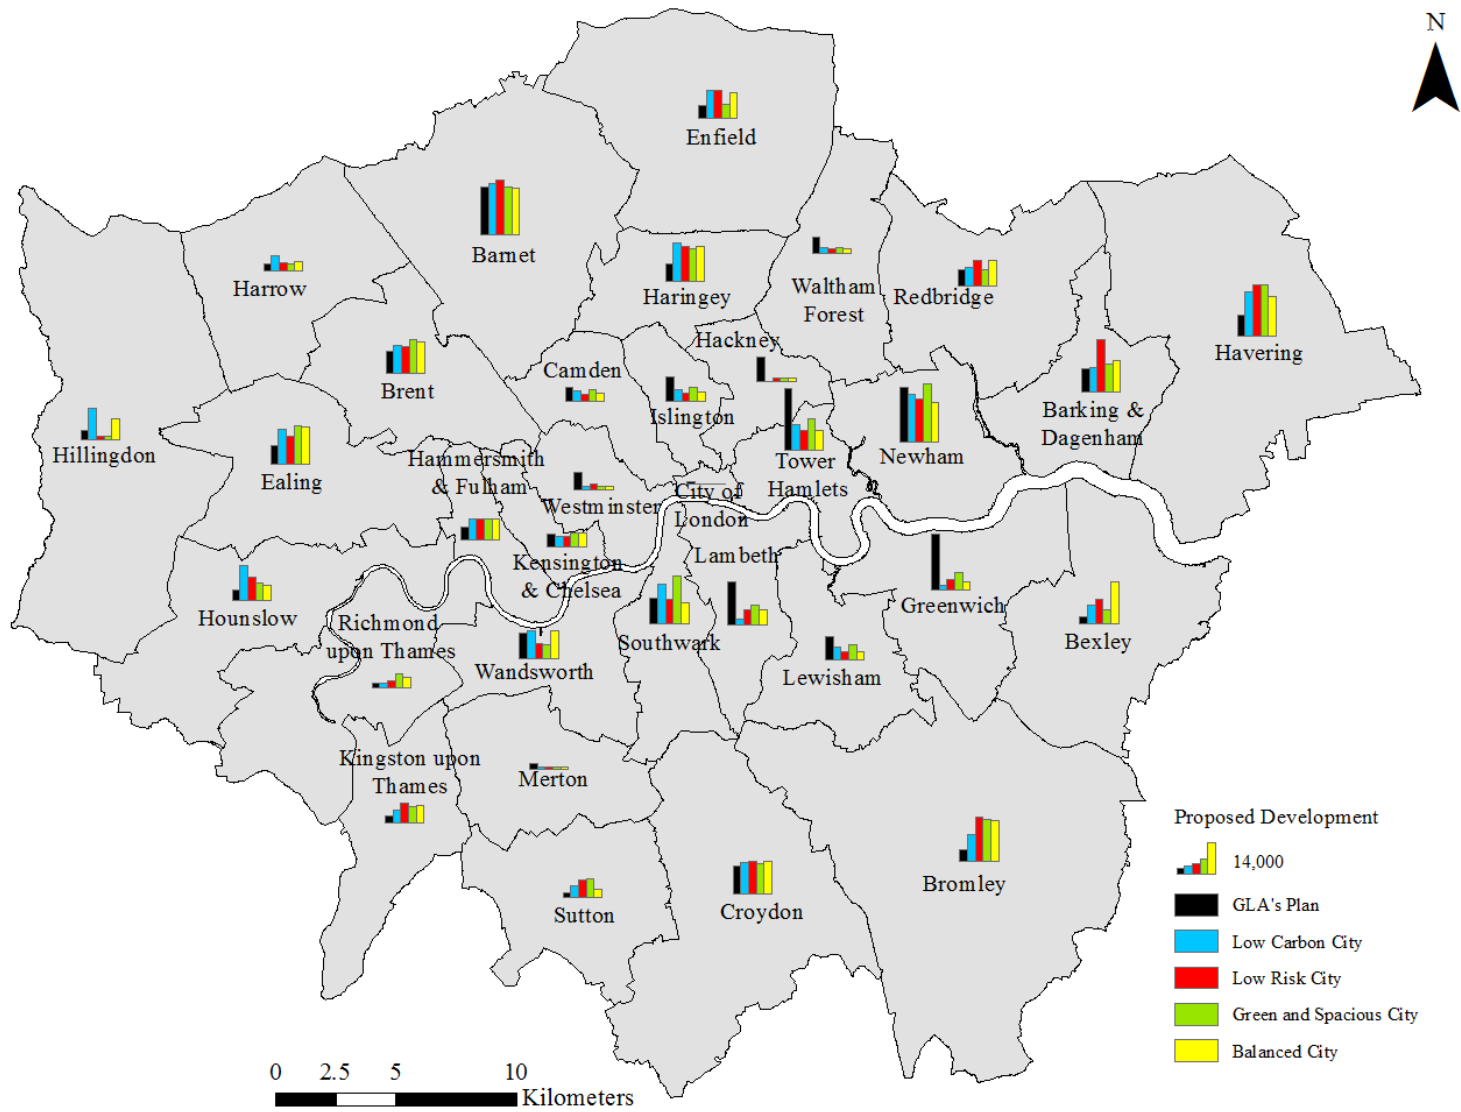 N
Enfield
Barnet
Harrow
Haringey
Waltham
Forest
Redbridge
Havering
Hackney
Camden
Brent
Islington
Barking &
Dagenham
Hillingdon
Ealing
Hammersmith
& Fulham
Westminster
City of
London
Tower
Hamlets
Newham
Kensington
& Chelsea
Lambeth
Hounslow
Richmond
upon Thames
Wandsworth
Southwark
Lewisham
Greenwich
Bexley
Kingston upon
Thames
Merton
Sutton
Croydon
Bromley
Proposed Development
14,000
GLA's Plan
Low Carbon City
Low Risk City
Green and Spacious City
Balanced City
0 2.5 5 10
Kilometers